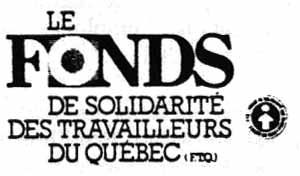 LE
FONDS
DE SOLIDARITÉ
DES TRAVAILLEURS
DU QUÉBEC (FTQ)